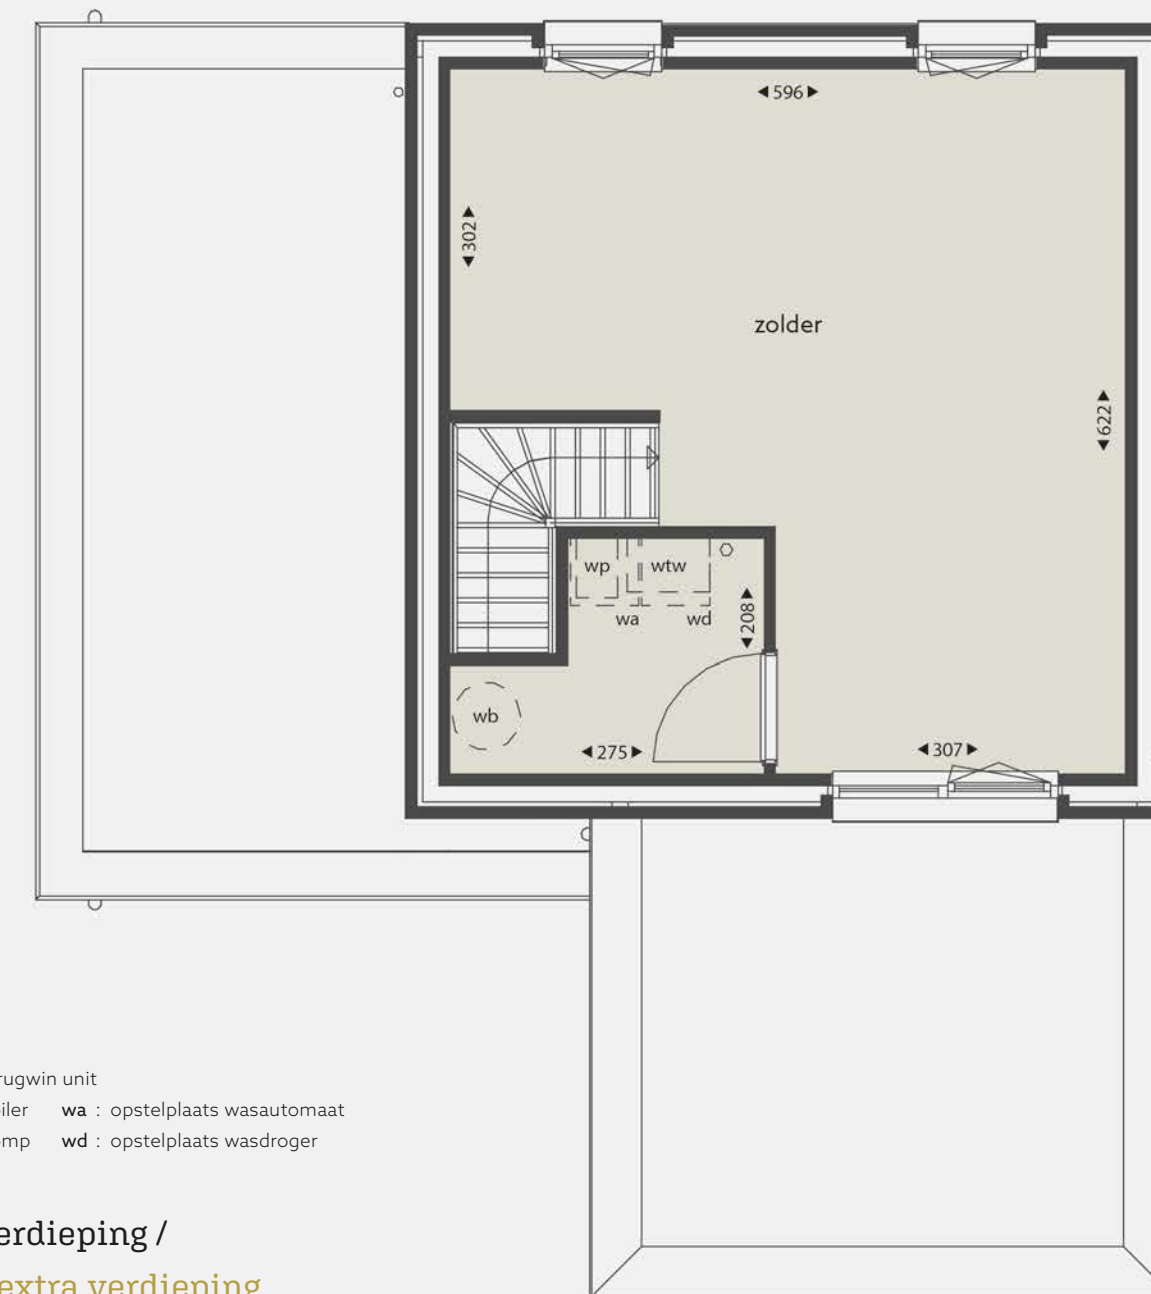 596
302
zolder
622
wp wtw
wa wd
208
wb
275
307
rugwin unit
iler wa : opstelplaats wasautomaat
mp wd : opstelplaats wasdroger
erdieping /
extra verdieping